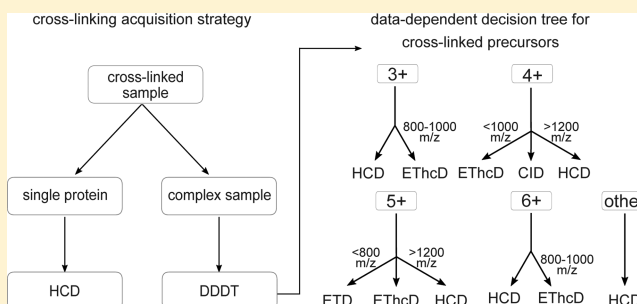 cross-linking acquisition strategy
cross-linked
sample
single protein
complex sample
HCD
DDDT
data-dependent decision tree for
cross-linked precursors
3+
800-1000
m/z
HCD EThcD
4+
<1000
m/z
>1200
m/z
EThcD CID HCD
5+
<800
m/z
>1200
m/z
ETD EThcD HCD
6+
800-1000
m/z
HCD EThcD
othe
HCD